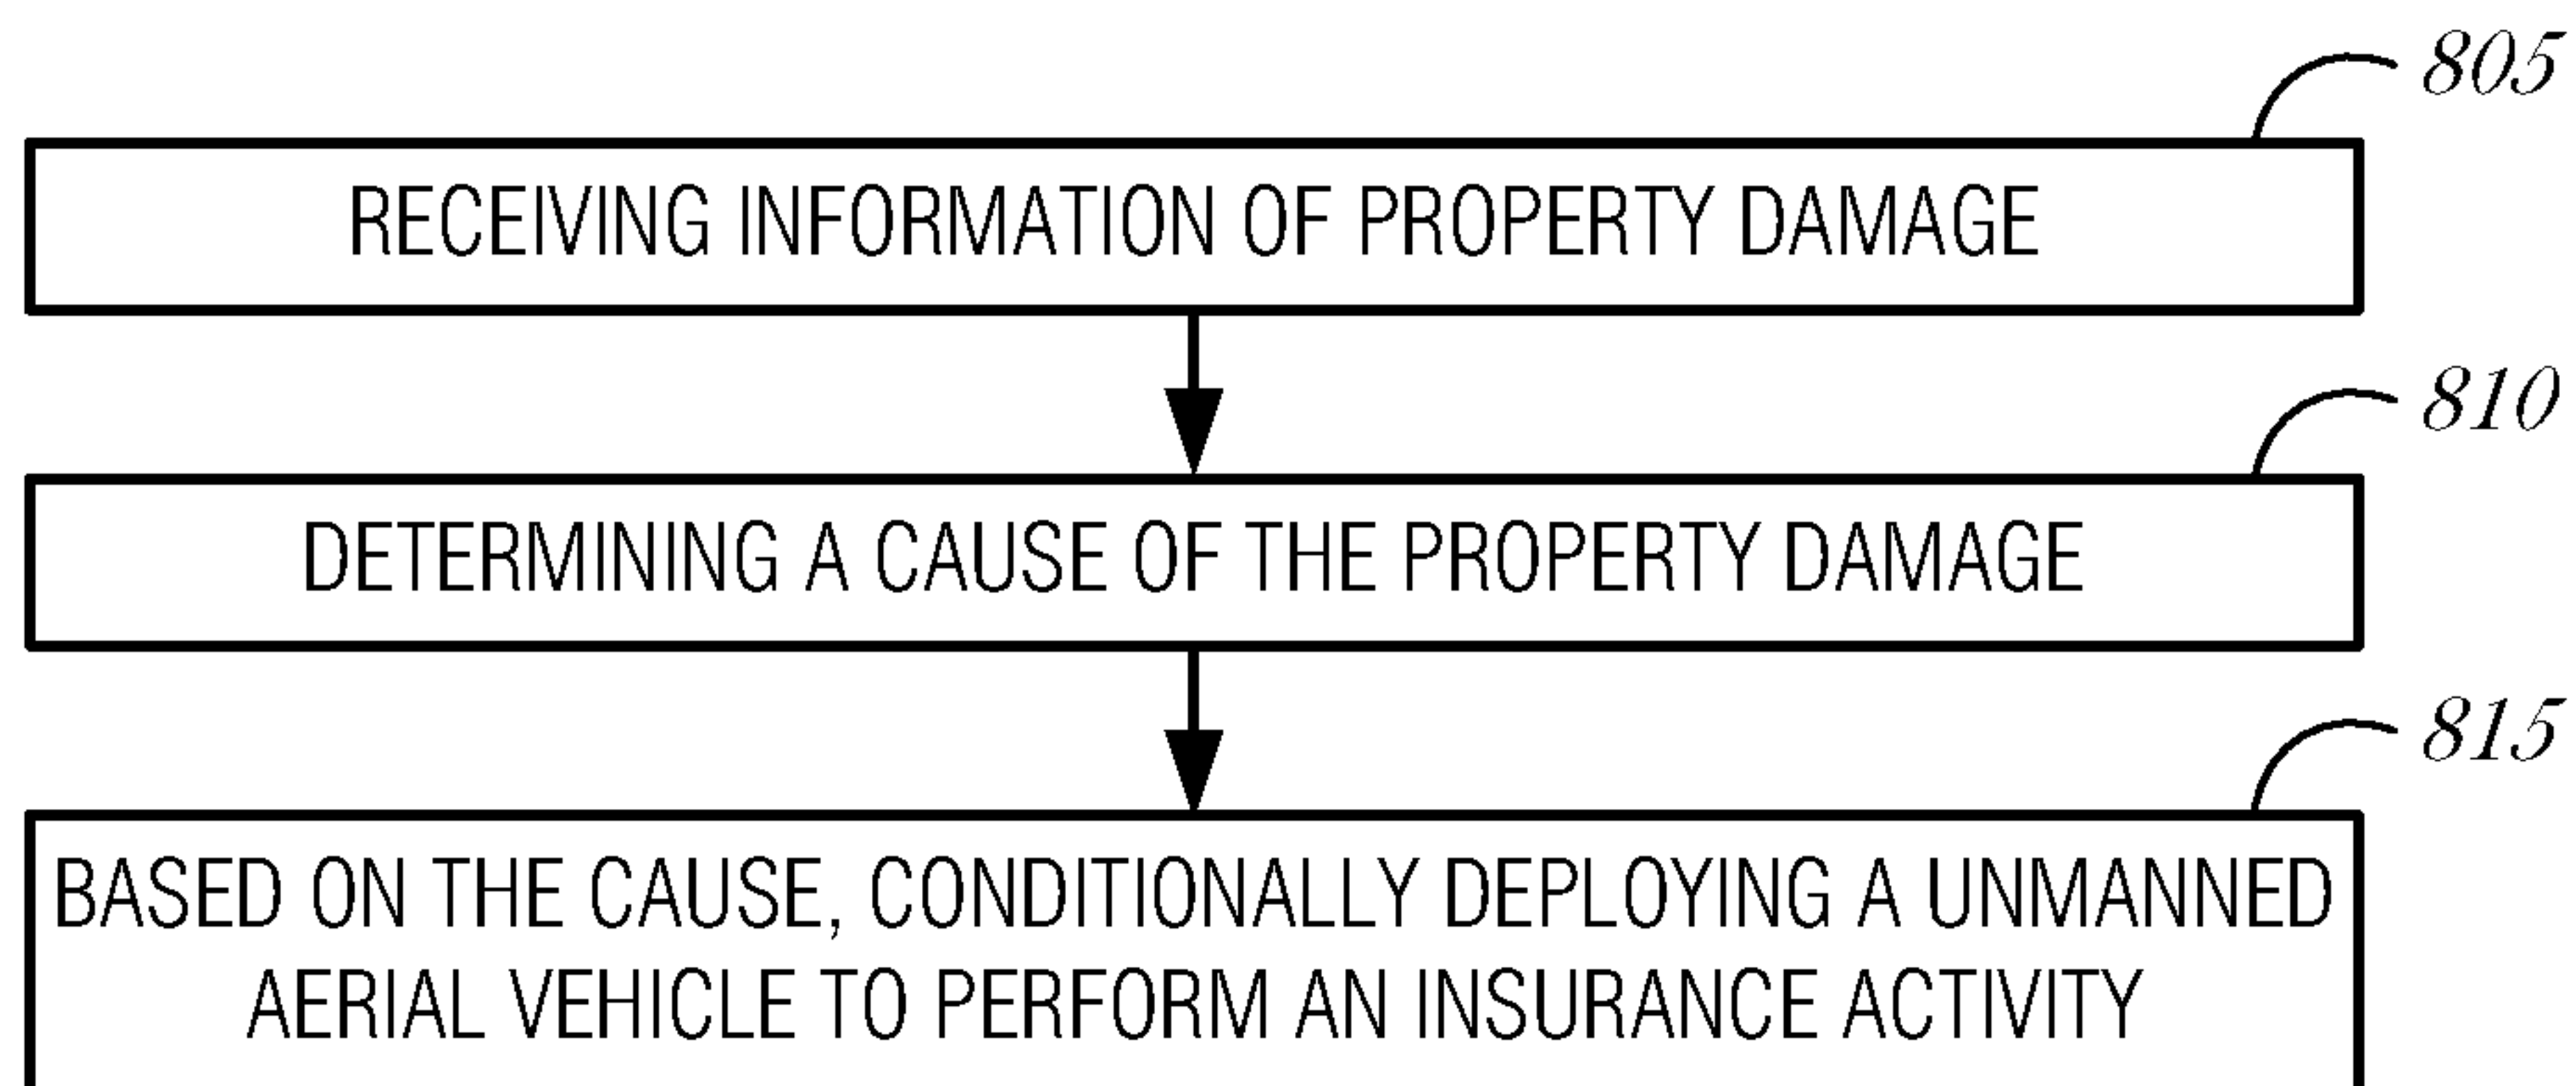 805
RECEIVING INFORMATION OF PROPERTY DAMAGE
810
DETERMINING A CAUSE OF THE PROPERTY DAMAGE
815
BASED ON THE CAUSE, CONDITIONALLY DEPLOYING A UNMANNED
AERIAL VEHICLE TO PERFORM AN INSURANCE ACTIVITY